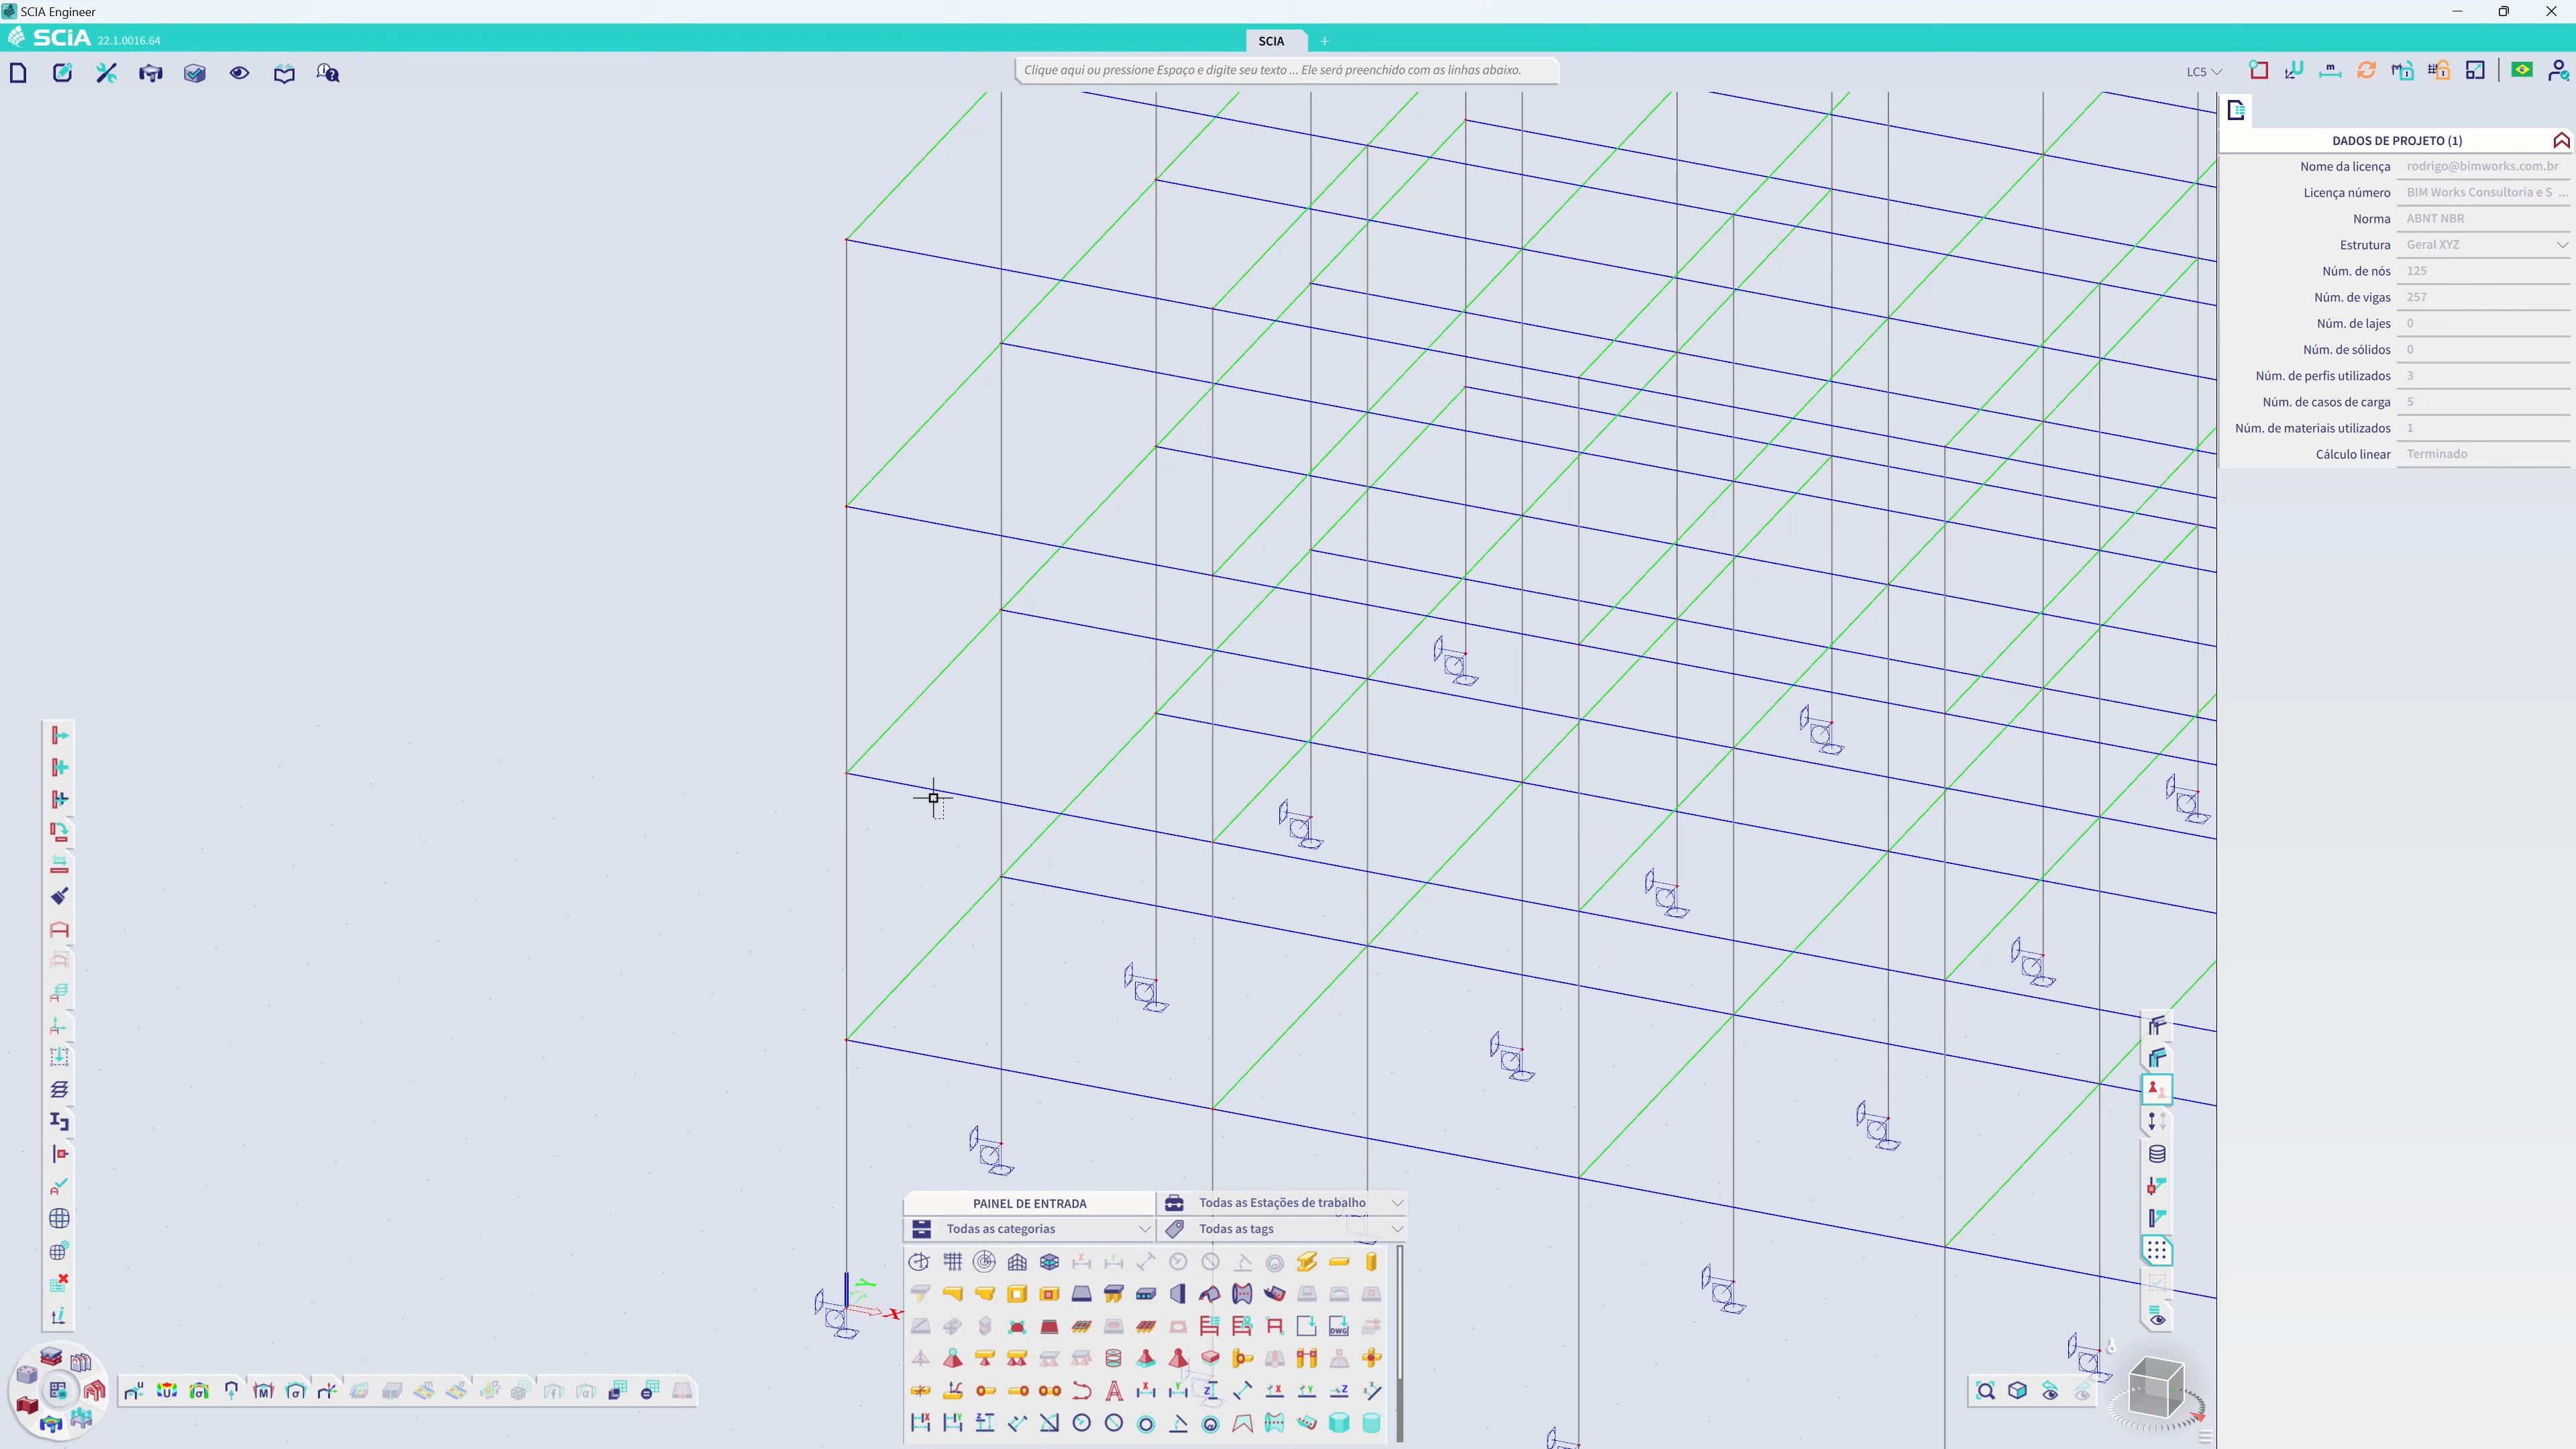 SCIA Engineer
SCIA 22.1.0016.64
SCIA
Clique aqui ou pressione Espaço e digite seu texto ... Ele será preenchido com as linhas abaixo.
LC5
DADOS DE PROJETO (1)
Nome da licença rodrigo@bimworks.com.br
Licença número BIM Works Consultoria e S ...
Norma ABNT NBR
Estrutura Geral XYZ
Núm. de nós 125
Núm. de vigas 257
Núm. de lajes 0
Núm. de sólidos 0
Núm. de perfis utilizados 3
Núm. de casos de carga 5
Núm. de materiais utilizados 1
Cálculo linear Terminado
PAINEL DE ENTRADA
Todas as Estações de trabalho
Todas as categorias
Todas as tags
Y
X
DWG